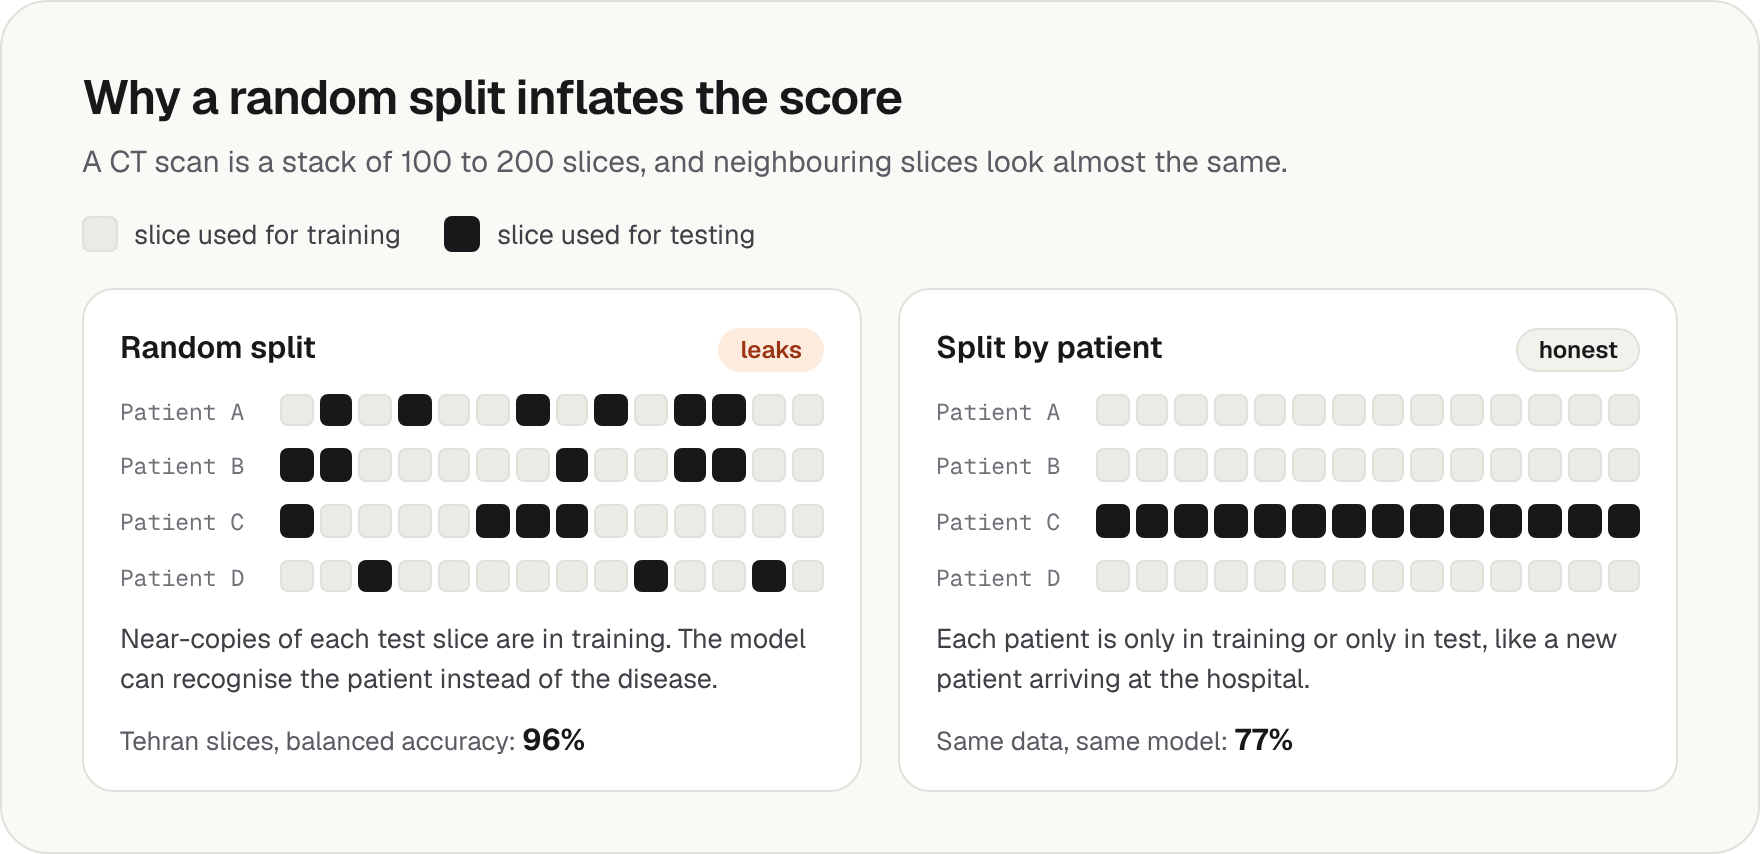 Why a random split inflates the score
A CT scan is a stack of 100 to 200 slices, and neighbouring slices look almost the same.
slice used for training
slice used for testing
Random split
leaks
Patient A
Patient B
Patient C
Patient D
Near-copies of each test slice are in training. The model
can recognise the patient instead of the disease.
Tehran slices, balanced accuracy: 96%
Split by patient
honest
Patient A
Patient B
Patient C
Patient D
Each patient is only in training or only in test, like a new
patient arriving at the hospital.
Same data, same model: 77%